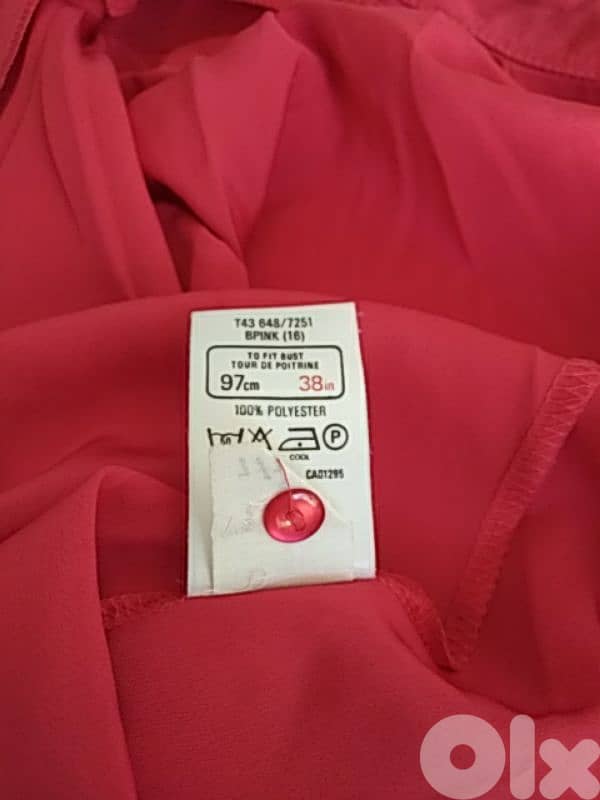 T43 648/7251
BPINK (16)
TO FIT BUST
TOUR DE POITRINE
97cm 38in
100% POLYESTER
P
COOL
CA01295
Olx